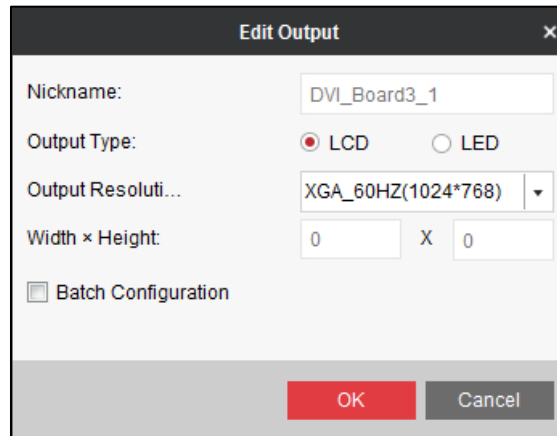 Edit Output ×
Nickname: DVI_Board3_1
Output Type: LCD LED
Output Resoluti... XGA_60HZ(1024*768)
Width × Height: 0 X 0
Batch Configuration
OK Cancel